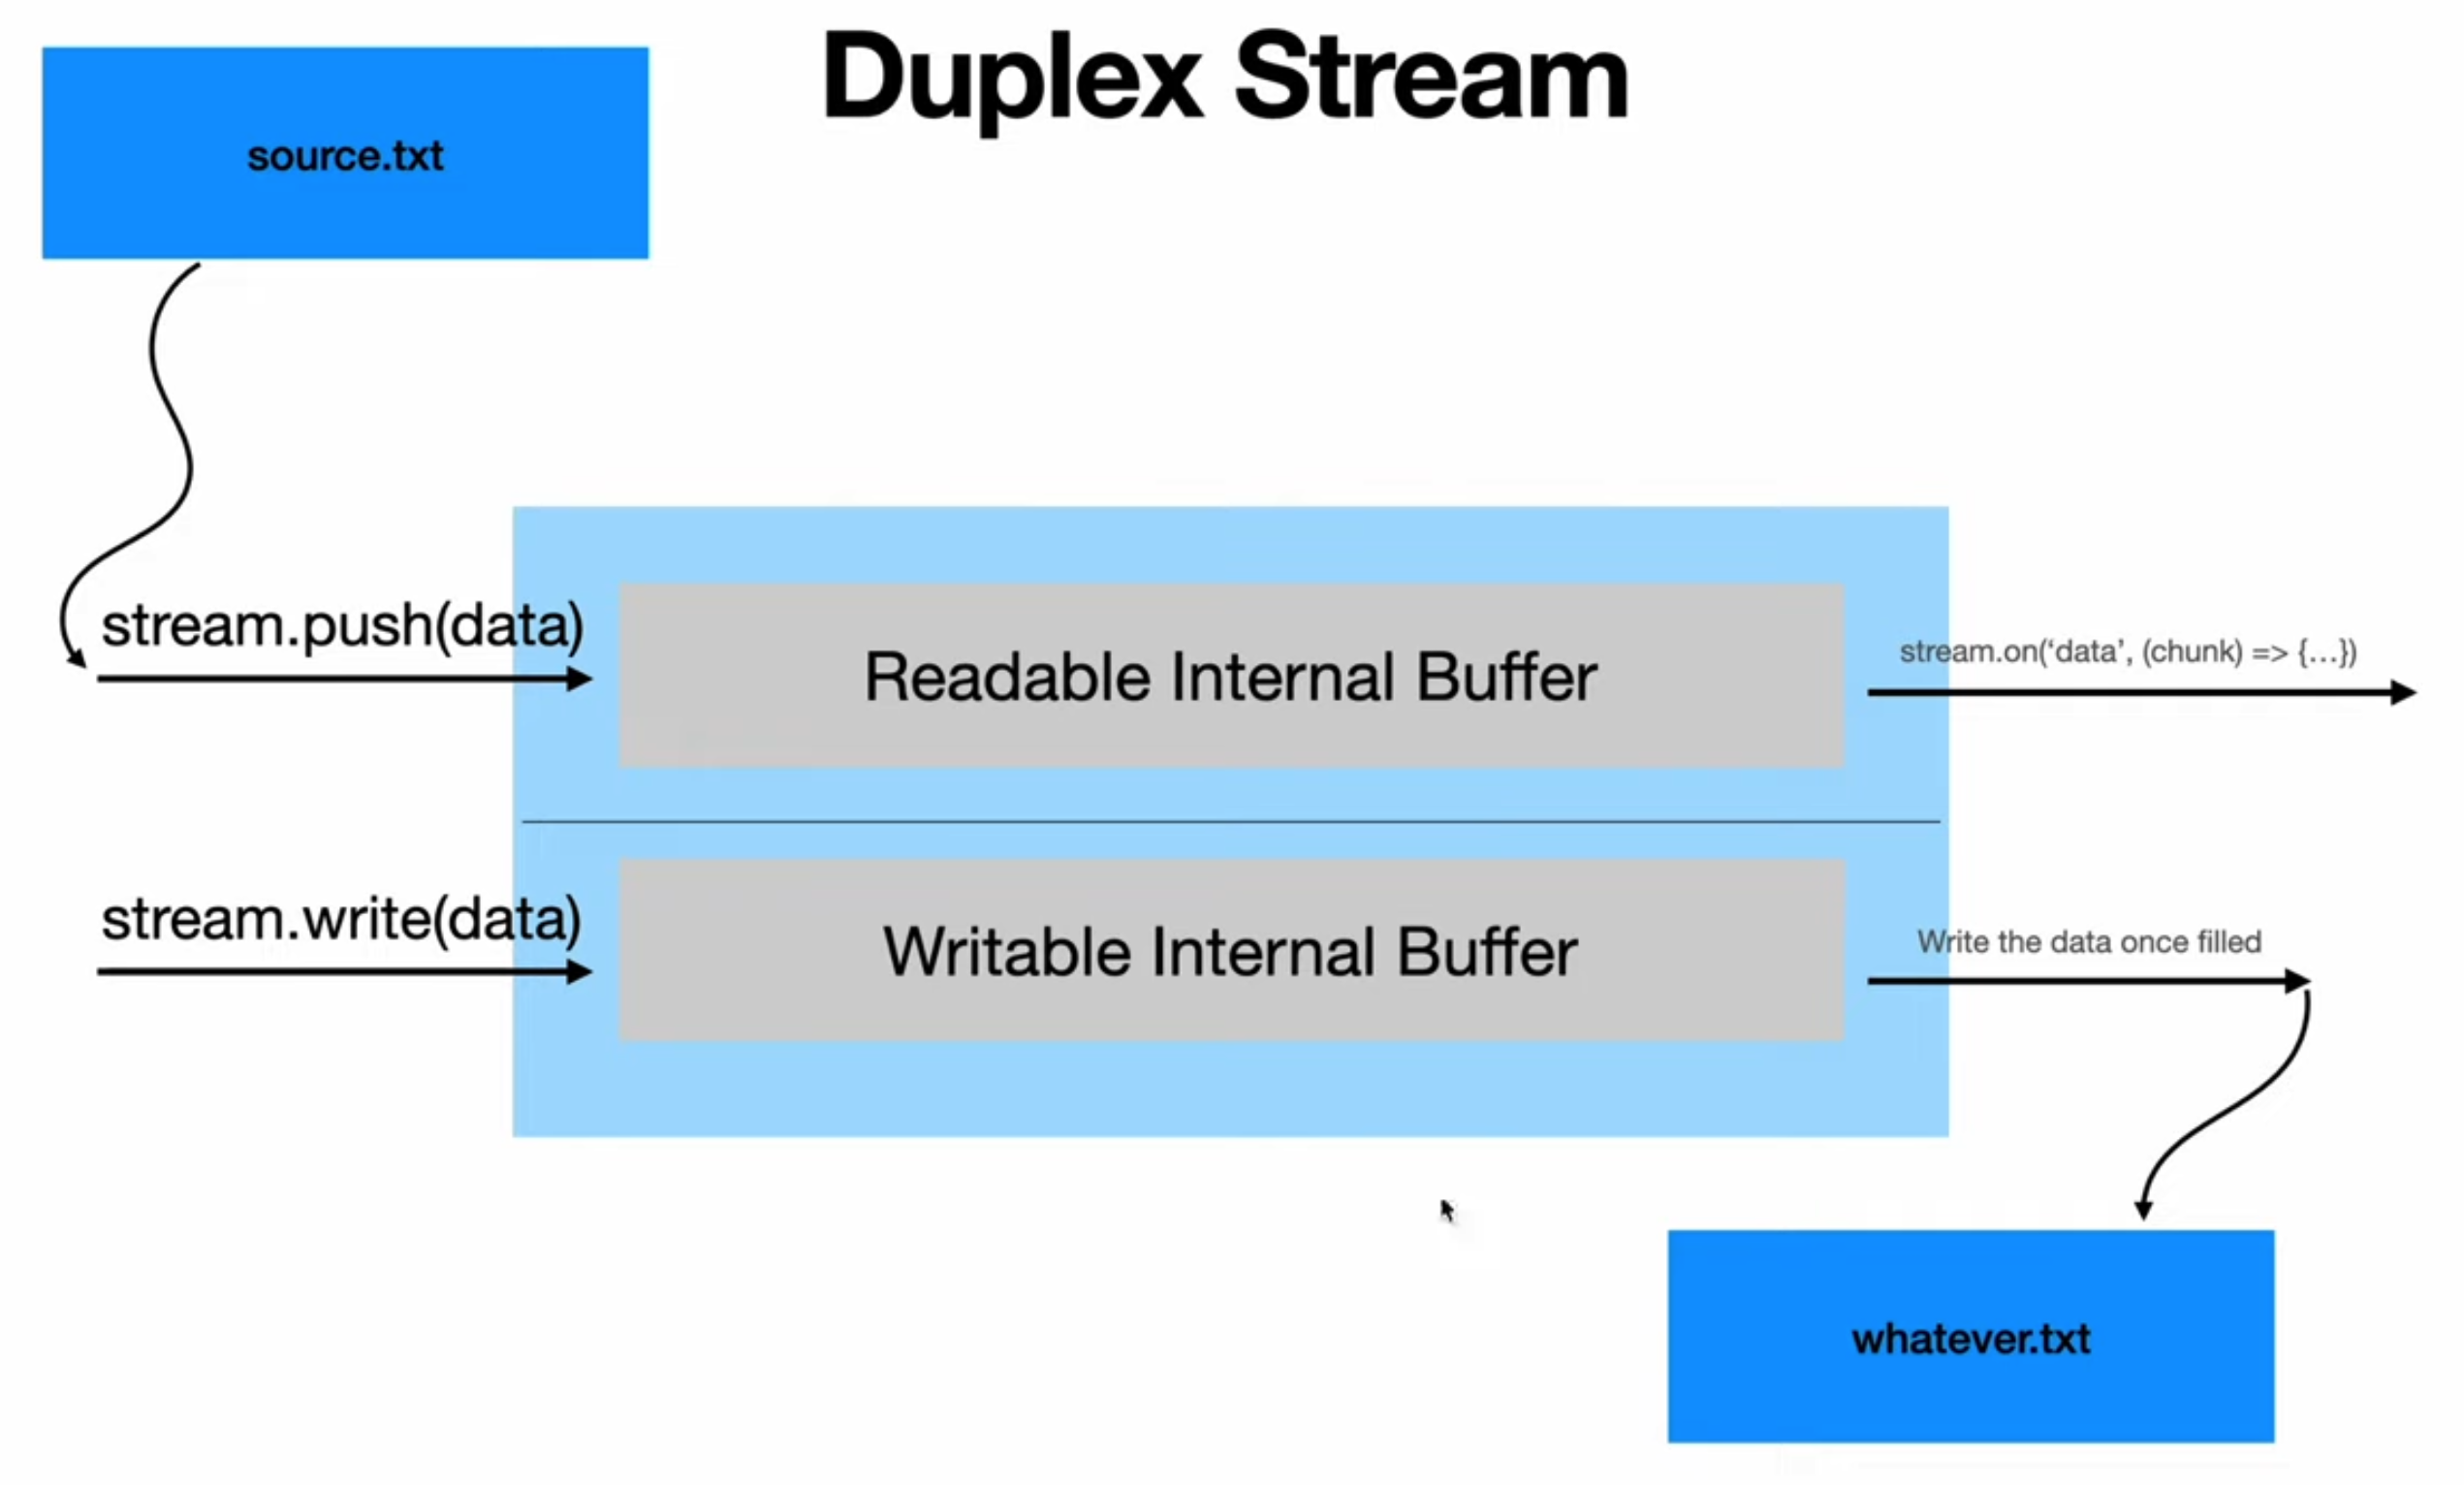 Duplex Stream
source.txt
stream.push(data)
Readable Internal Buffer
stream.on(‘data’, (chunk) => {...})
stream.write(data)
Writable Internal Buffer
Write the data once filled
whatever.txt